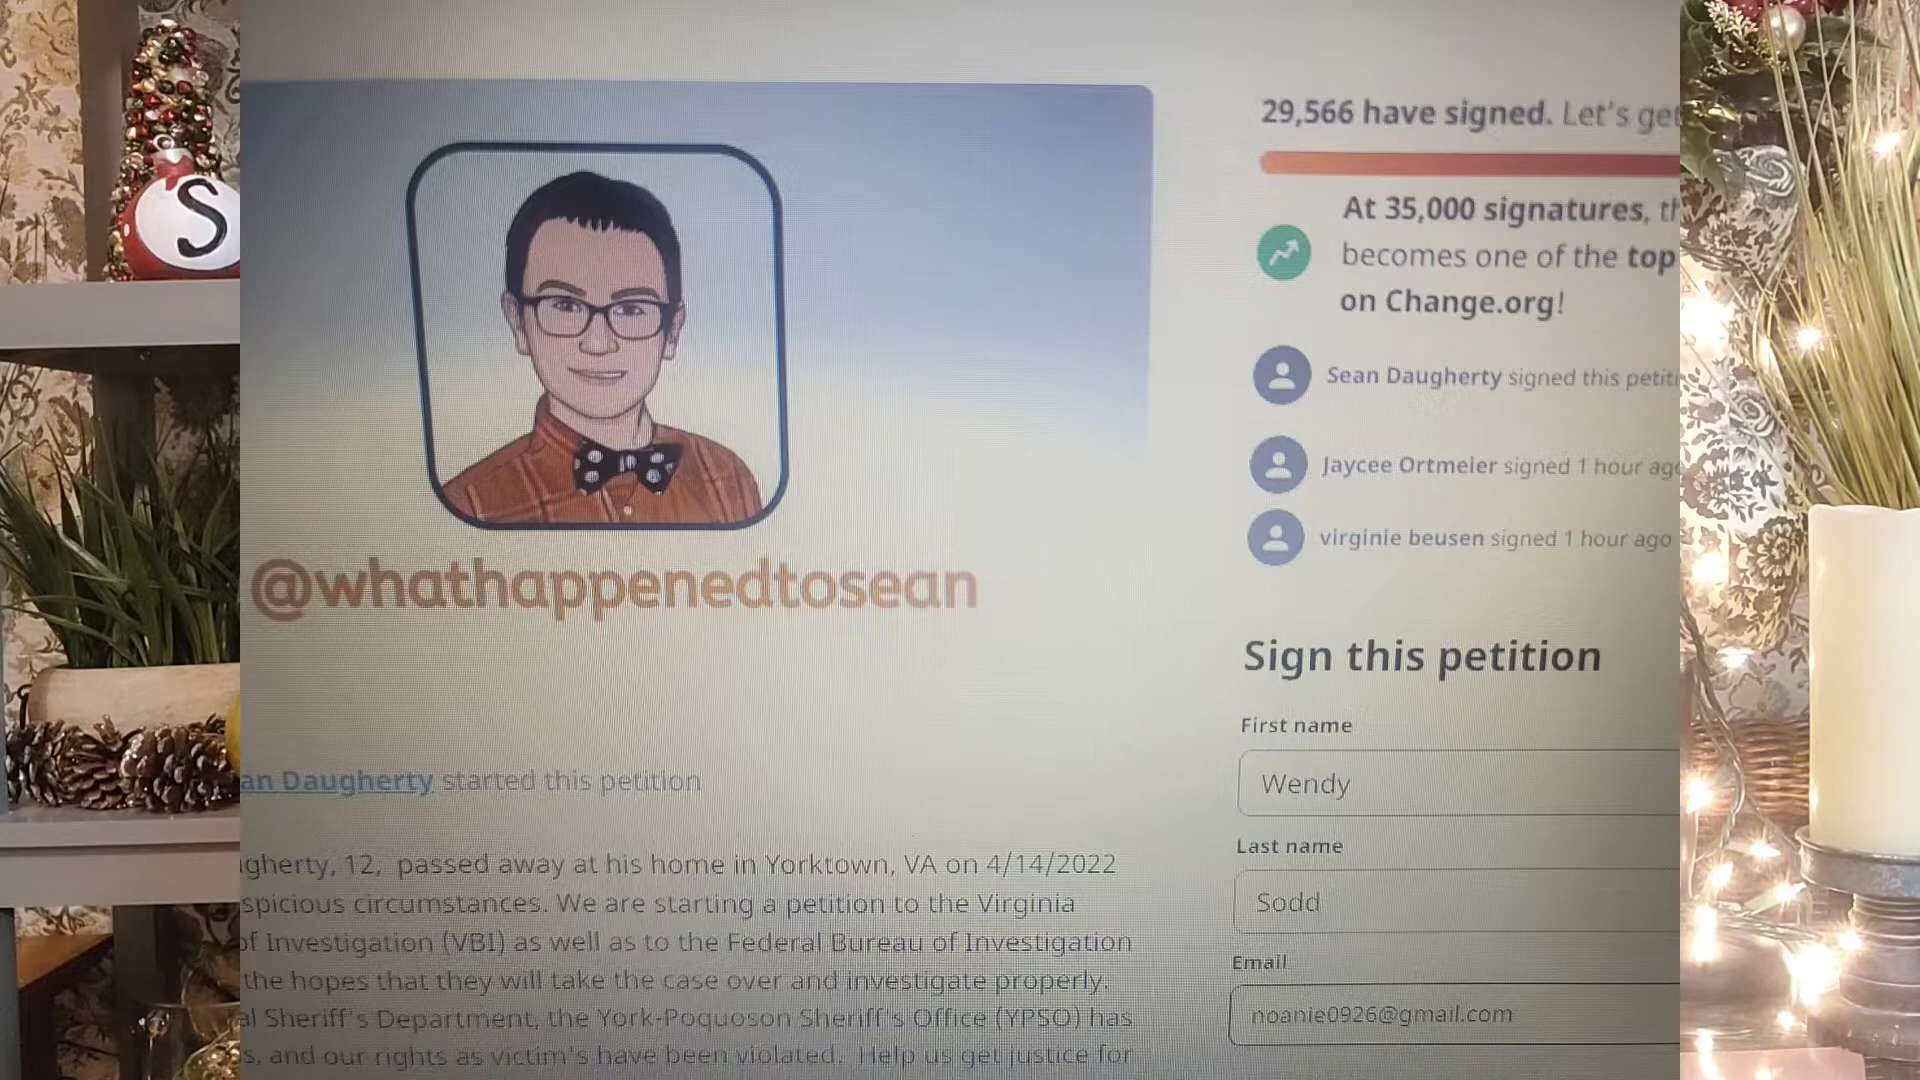 S
29,566 have signed. Let's get
At 35,000 signatures, th
becomes one of the top
on Change.org!
Sean Daugherty signed this petiti
Jaycee Ortmeier signed 1 hour ago
virginie beusen signed 1 hour ago
@whathappenedtosean
Sign this petition
First name
Wendy
Last name
Sodd
Email
noanie0926@gmail.com
an Daugherty started this petition
gherty, 12, passed away at his home in Yorktown, VA on 4/14/2022
spicious circumstances. We are starting a petition to the Virginia
of Investigation (VBI) as well as to the Federal Bureau of Investigation
the hopes that they will take the case over and investigate properly.
al Sheriff's Department, the York-Poquoson Sheriff's Office (YPSO) has
s, and our rights as victim's have been violated. Help us get justice for